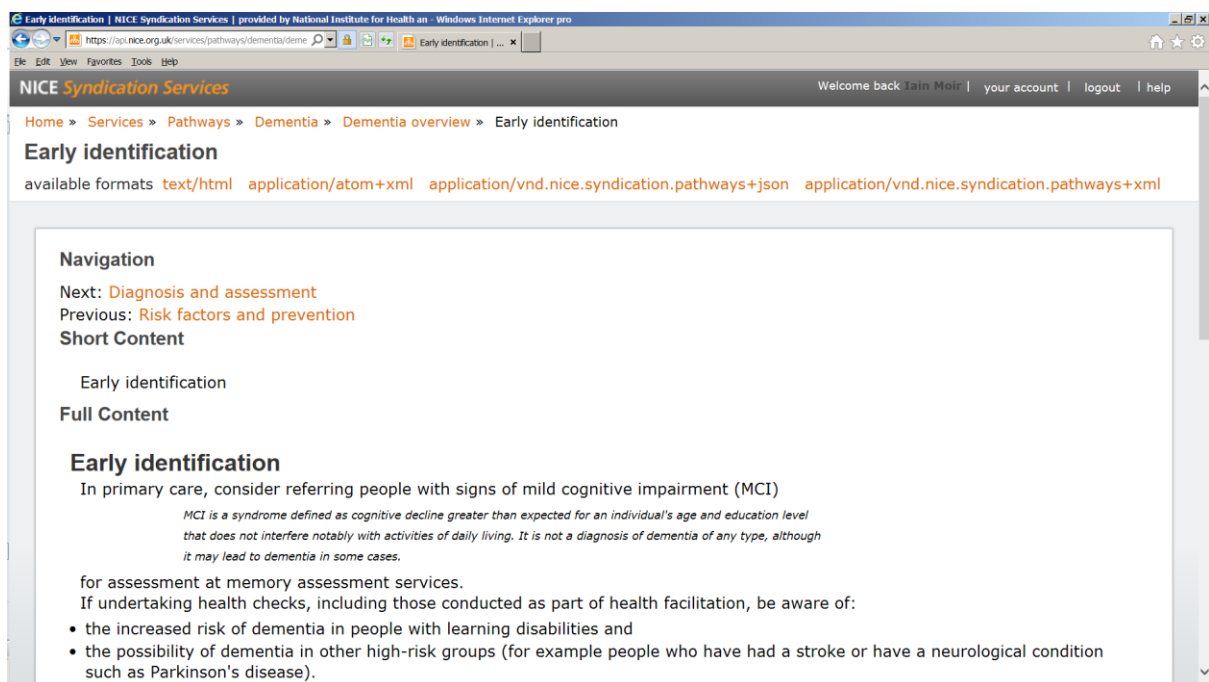 Early identification | NICE Syndication Services | provided by National Institute for Health an - Windows Internet Explorer pro
https://api.nice.org.uk/services/pathways/dementia/deme
Early identification | ...
File Edit View Favorites Tools Help
NICE Syndication Services
Welcome back Iain Moir | your account | logout | help
Home » Services » Pathways » Dementia » Dementia overview » Early identification
Early identification
available formats text/html application/atom+xml application/vnd.nice.syndication.pathways+json application/vnd.nice.syndication.pathways+xml
Navigation
Next: Diagnosis and assessment
Previous: Risk factors and prevention
Short Content
Early identification
Full Content
Early identification
In primary care, consider referring people with signs of mild cognitive impairment (MCI)
MCI is a syndrome defined as cognitive decline greater than expected for an individual's age and education level
that does not interfere notably with activities of daily living. It is not a diagnosis of dementia of any type, although
it may lead to dementia in some cases.
for assessment at memory assessment services.
If undertaking health checks, including those conducted as part of health facilitation, be aware of:
• the increased risk of dementia in people with learning disabilities and
• the possibility of dementia in other high-risk groups (for example people who have had a stroke or have a neurological condition
such as Parkinson's disease).